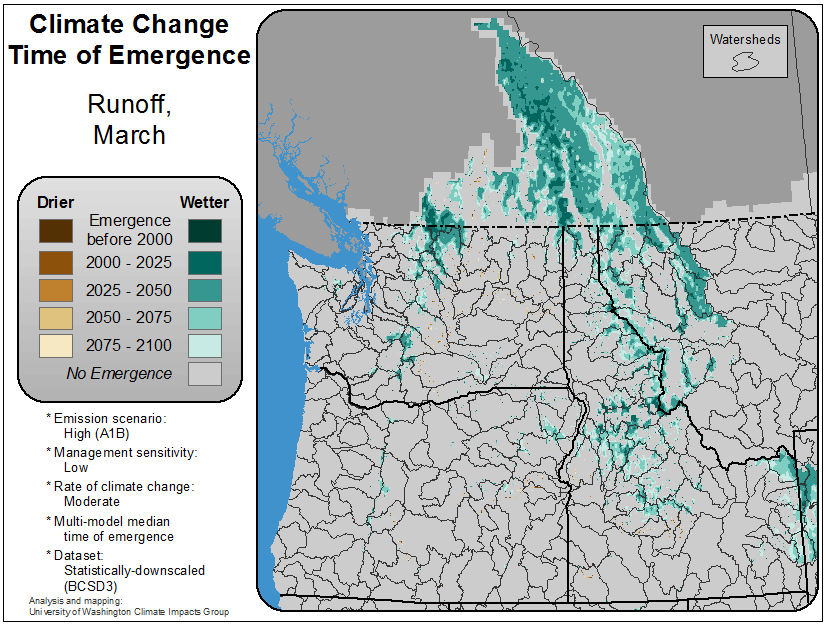 Climate Change
Time of Emergence
Runoff,
March
Drier
Wetter
Emergence
before 2000
2000 - 2025
2025 - 2050
2050 - 2075
2075 - 2100
No Emergence
* Emission scenario:
High (A1B)
* Management sensitivity:
Low
* Rate of climate change:
Moderate
* Multi-model median
time of emergence
* Dataset:
Statistically-downscaled
(BCSD3)
Analysis and mapping:
University of Washington Climate Impacts Group
Watersheds